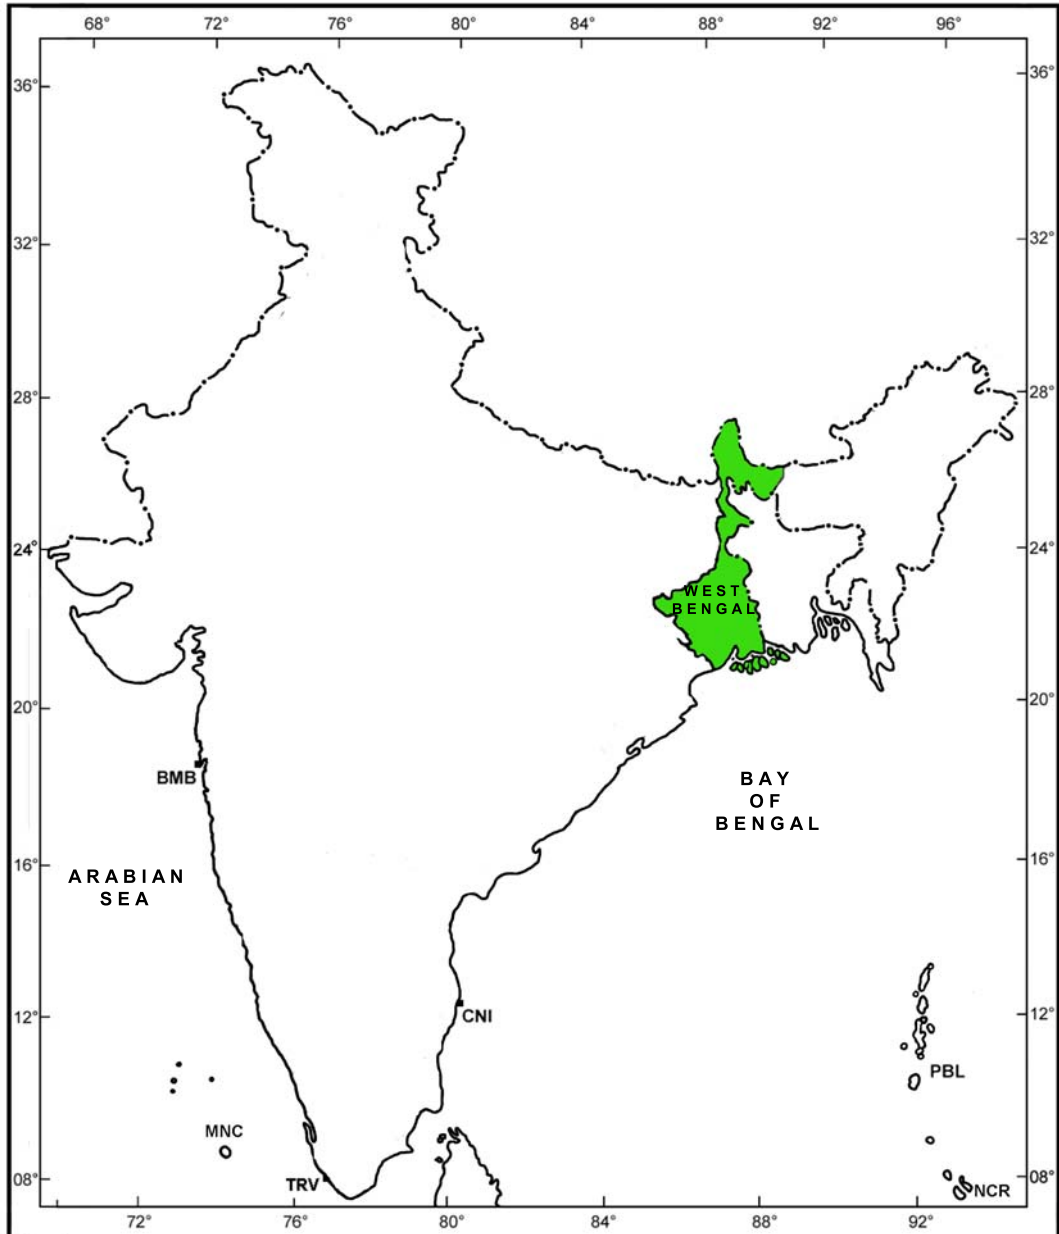 68° 72° 76° 80° 84° 88° 92° 96°
36° 36°
32° 32°
28° 28°
24° 24°
WEST
BENGAL
20° 20°
BMB
BAY
OF
BENGAL
16° 16°
ARABIAN
SEA
12° CNI 12°
PBL
MNC
08° TRV NCR 08°
72° 76° 80° 84° 88° 92°